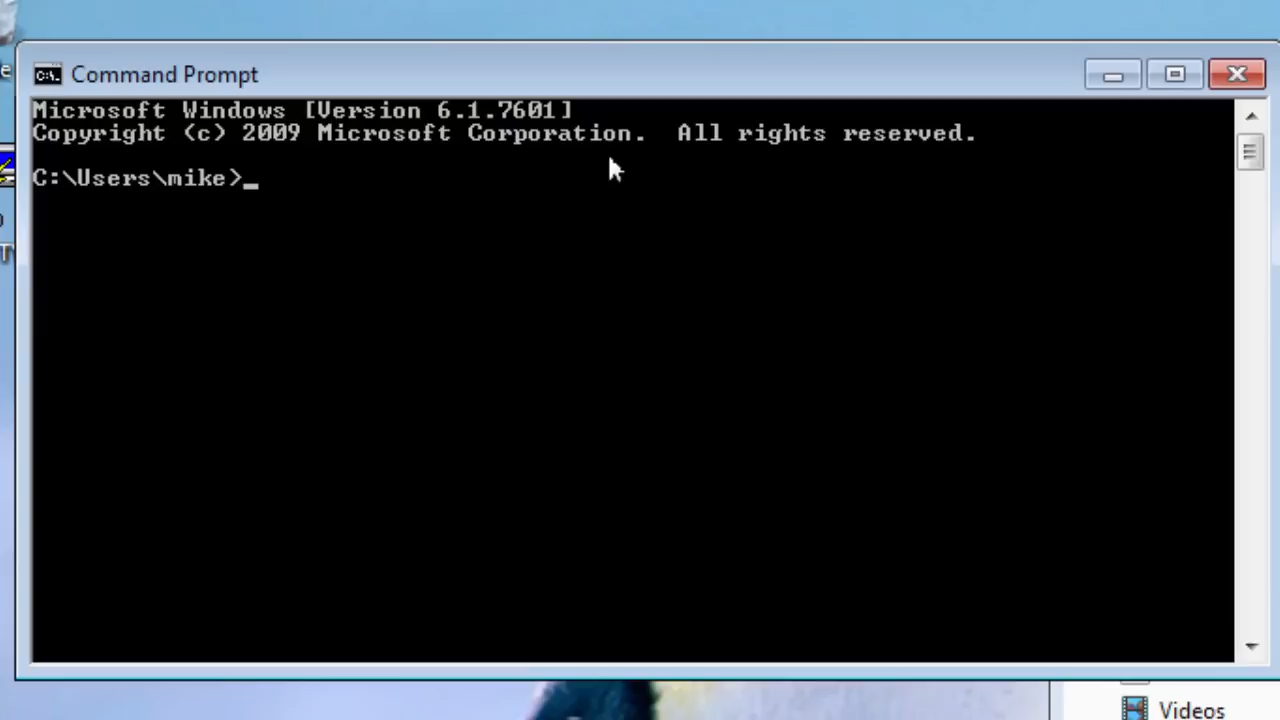 Command Prompt
Microsoft Windows [Version 6.1.7601]
Copyright (c) 2009 Microsoft Corporation.  All rights reserved.
C:\Users\mike>_
Videos